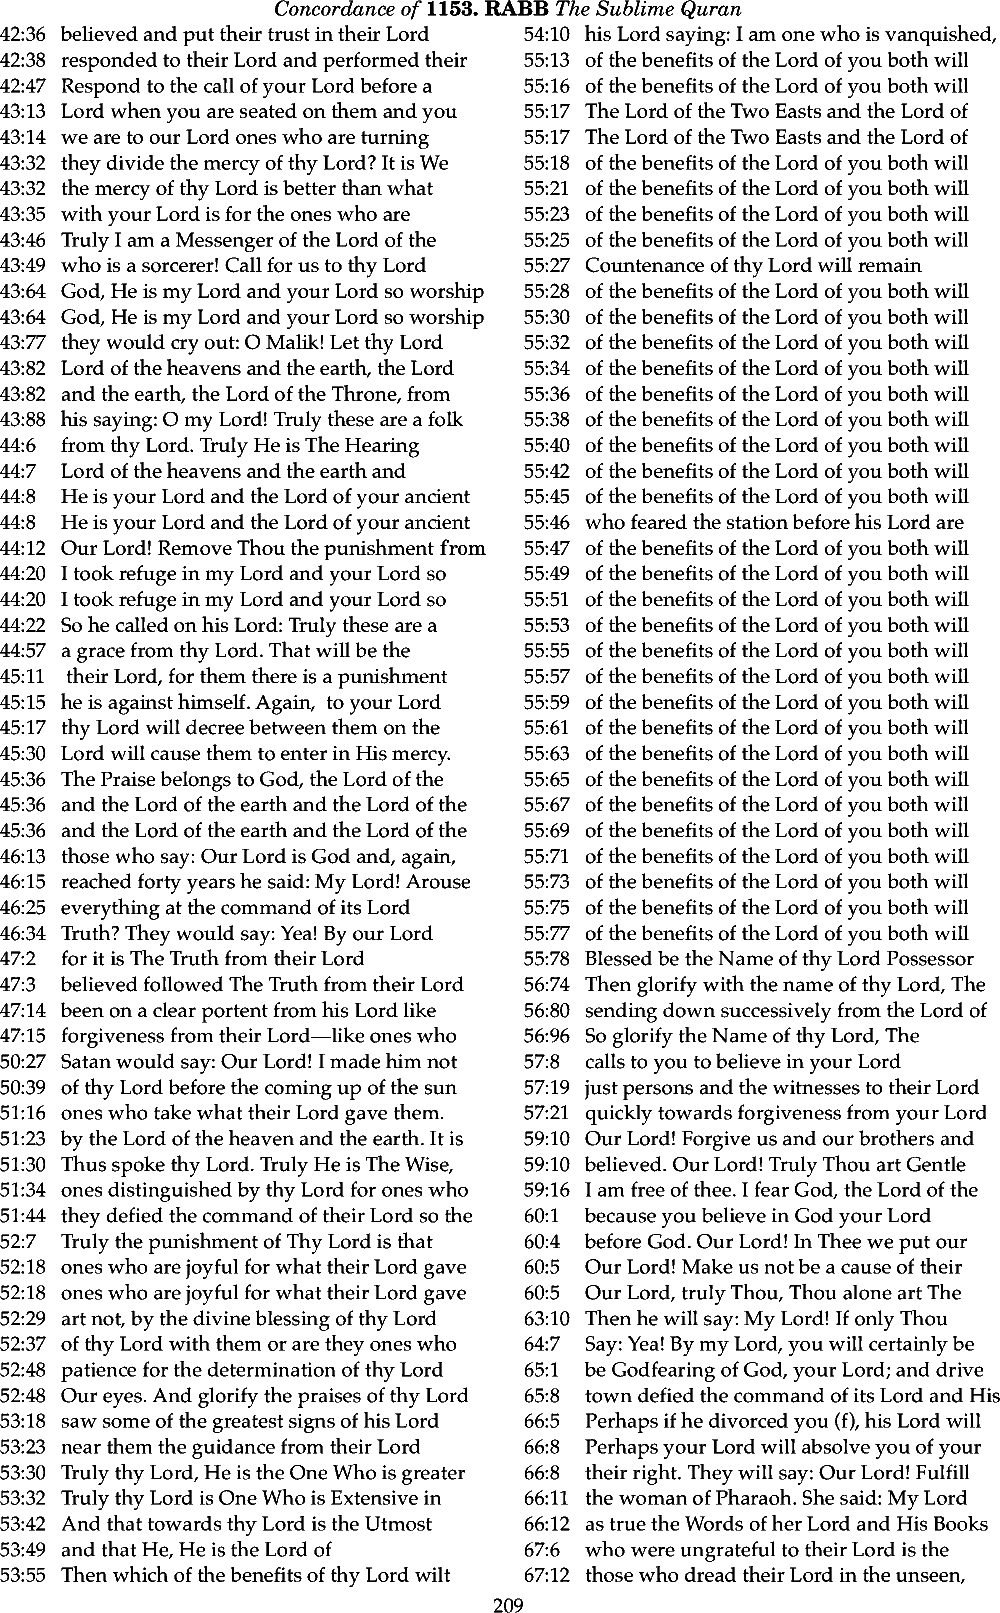 Concordance of 1153. RABB The Sublime Quran
42:36 believed and put their trust in their Lord
42:38 responded to their Lord and performed their
42:47 Respond to the call of your Lord before a
43:13 Lord when you are seated on them and you
43:14 we are to our Lord ones who are turning
43:32 they divide the mercy of thy Lord? It is We
43:32 the mercy of thy Lord is better than what
43:35 with your Lord is for the ones who are
43:46 Truly I am a Messenger of the Lord of the
43:49 who is a sorcerer! Call for us to thy Lord
43:64 God, He is my Lord and your Lord so worship
43:64 God, He is my Lord and your Lord so worship
43:77 they would cry out: O Malik! Let thy Lord
43:82 Lord of the heavens and the earth, the Lord
43:82 and the earth, the Lord of the Throne, from
43:88 his saying: O my Lord! Truly these are a folk
44:6 from thy Lord. Truly He is The Hearing
44:7 Lord of the heavens and the earth and
44:8 He is your Lord and the Lord of your ancient
44:8 He is your Lord and the Lord of your ancient
44:12 Our Lord! Remove Thou the punishment from
44:20 I took refuge in my Lord and your Lord so
44:20 I took refuge in my Lord and your Lord so
44:22 So he called on his Lord: Truly these are a
44:57 a grace from thy Lord. That will be the
45:11 their Lord, for them there is a punishment
45:15 he is against himself. Again, to your Lord
45:17 thy Lord will decree between them on the
45:30 Lord will cause them to enter in His mercy.
45:36 The Praise belongs to God, the Lord of the
45:36 and the Lord of the earth and the Lord of the
45:36 and the Lord of the earth and the Lord of the
46:13 those who say: Our Lord is God and, again,
46:15 reached forty years he said: My Lord! Arouse
46:25 everything at the command of its Lord
46:34 Truth? They would say: Yea! By our Lord
47:2 for it is The Truth from their Lord
47:3 believed followed The Truth from their Lord
47:14 been on a clear portent from his Lord like
47:15 forgiveness from their Lord—like ones who
50:27 Satan would say: Our Lord! I made him not
50:39 of thy Lord before the coming up of the sun
51:16 ones who take what their Lord gave them.
51:23 by the Lord of the heaven and the earth. It is
51:30 Thus spoke thy Lord. Truly He is The Wise,
51:34 ones distinguished by thy Lord for ones who
51:44 they defied the command of their Lord so the
52:7 Truly the punishment of Thy Lord is that
52:18 ones who are joyful for what their Lord gave
52:18 ones who are joyful for what their Lord gave
52:29 art not, by the divine blessing of thy Lord
52:37 of thy Lord with them or are they ones who
52:48 patience for the determination of thy Lord
52:48 Our eyes. And glorify the praises of thy Lord
53:18 saw some of the greatest signs of his Lord
53:23 near them the guidance from their Lord
53:30 Truly thy Lord, He is the One Who is greater
53:32 Truly thy Lord is One Who is Extensive in
53:42 And that towards thy Lord is the Utmost
53:49 and that He, He is the Lord of
53:55 Then which of the benefits of thy Lord wilt
54:10 his Lord saying: I am one who is vanquished,
55:13 of the benefits of the Lord of you both will
55:16 of the benefits of the Lord of you both will
55:17 The Lord of the Two Easts and the Lord of
55:17 The Lord of the Two Easts and the Lord of
55:18 of the benefits of the Lord of you both will
55:21 of the benefits of the Lord of you both will
55:23 of the benefits of the Lord of you both will
55:25 of the benefits of the Lord of you both will
55:27 Countenance of thy Lord will remain
55:28 of the benefits of the Lord of you both will
55:30 of the benefits of the Lord of you both will
55:32 of the benefits of the Lord of you both will
55:34 of the benefits of the Lord of you both will
55:36 of the benefits of the Lord of you both will
55:38 of the benefits of the Lord of you both will
55:40 of the benefits of the Lord of you both will
55:42 of the benefits of the Lord of you both will
55:45 of the benefits of the Lord of you both will
55:46 who feared the station before his Lord are
55:47 of the benefits of the Lord of you both will
55:49 of the benefits of the Lord of you both will
55:51 of the benefits of the Lord of you both will
55:53 of the benefits of the Lord of you both will
55:55 of the benefits of the Lord of you both will
55:57 of the benefits of the Lord of you both will
55:59 of the benefits of the Lord of you both will
55:61 of the benefits of the Lord of you both will
55:63 of the benefits of the Lord of you both will
55:65 of the benefits of the Lord of you both will
55:67 of the benefits of the Lord of you both will
55:69 of the benefits of the Lord of you both will
55:71 of the benefits of the Lord of you both will
55:73 of the benefits of the Lord of you both will
55:75 of the benefits of the Lord of you both will
55:77 of the benefits of the Lord of you both will
55:78 Blessed be the Name of thy Lord Possessor
56:74 Then glorify with the name of thy Lord, The
56:80 sending down successively from the Lord of
56:96 So glorify the Name of thy Lord, The
57:8 calls to you to believe in your Lord
57:19 just persons and the witnesses to their Lord
57:21 quickly towards forgiveness from your Lord
59:10 Our Lord! Forgive us and our brothers and
59:10 believed. Our Lord! Truly Thou art Gentle
59:16 I am free of thee. I fear God, the Lord of the
60:1 because you believe in God your Lord
60:4 before God. Our Lord! In Thee we put our
60:5 Our Lord! Make us not be a cause of their
60:5 Our Lord, truly Thou, Thou alone art The
63:10 Then he will say: My Lord! If only Thou
64:7 Say: Yea! By my Lord, you will certainly be
65:1 be Godfearing of God, your Lord; and drive
65:8 town defied the command of its Lord and His
66:5 Perhaps if he divorced you (f), his Lord will
66:8 Perhaps your Lord will absolve you of your
66:8 their right. They will say: Our Lord! Fulfill
66:11 the woman of Pharaoh. She said: My Lord
66:12 as true the Words of her Lord and His Books
67:6 who were ungrateful to their Lord is the
67:12 those who dread their Lord in the unseen,
209